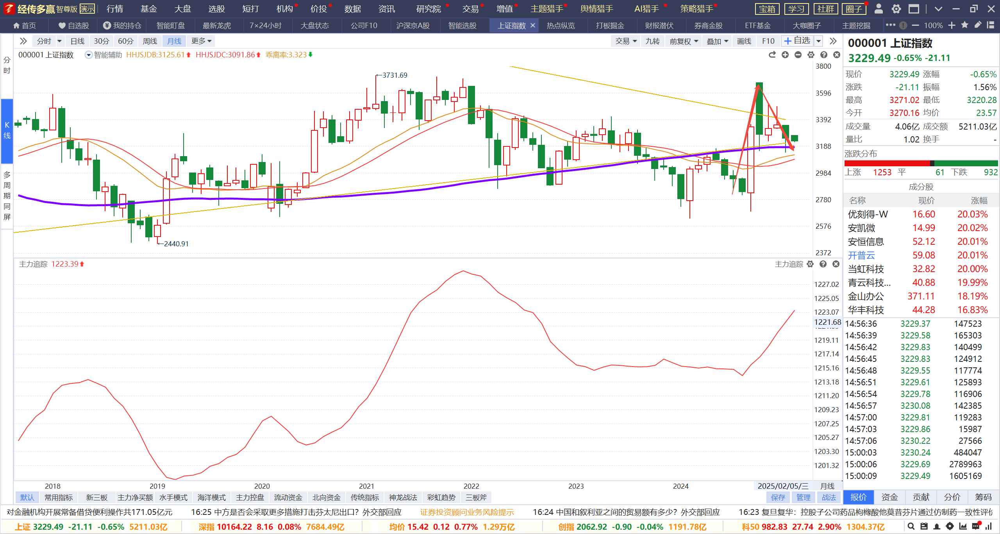 经传多赢 智尊版 演示 行情 基金 大盘 选股 短打 机构 价投 数据 资讯 研究院 交易 增值 主题猎手 舆情猎手 AI猎手 策略猎手 宝箱 学习 社群 圈子
首页 自选股 我的持仓 智能盯盘 最新龙虎 7×24小时 大盘状态 公司F10 沪深京A股 智能选股 上证指数 热点纵览 打板掘金 财报潜伏 券商金股 ETF基金 大咖圈子 主题挖掘 100%
分时 日线 30分 60分 周线 月线 更多 交易 九转 前复权 叠加 画线 F10 自选
000001 上证指数 智能辅助 HHJSJDB:3125.61 HHJSJDC:3091.86 乖离率:3.323
分时
K线
多周期同屏
←3731.69
←2440.91
3800
3596
3392
3188
2984
2780
2576
2372
主力追踪 1223.39 主力追踪
1227.02
1225.05
1223.07
1221.68
1219.11
1217.14
1215.16
1213.18
1211.20
1209.23
1207.25
1205.27
1203.30
1201.32
2018 2019 2020 2021 2022 2023 2024 2025/02/05/三 月线
默认 常用指标 新三板 主力净买额 水手模式 海洋模式 主力控盘 流动资金 北向资金 传统指标 神龙战法 彩虹趋势 三板斧 保存 管理 战法
000001 上证指数
3229.49 -0.65% -21.11
现价 3229.49 涨幅 -0.65%
涨跌 -21.11 振幅 1.56%
最高 3271.02 最低 3220.28
今开 3270.16 均价 23.57
成交量 4.06亿 成交额 5211.03亿
量比 1.02 换手 -
涨跌分布
上涨 1253 平 61 下跌 932
成分股
名称 现价 涨幅
优刻得-W 16.60 20.03%
安凯微 14.99 20.02%
安恒信息 52.12 20.01%
开普云 59.08 20.01%
当虹科技 32.82 20.00%
青云科技... 40.88 19.99%
金山办公 371.11 18.19%
华丰科技 44.28 16.83%
14:56:36 3229.37 147523
14:56:39 3229.58 165303
14:56:42 3229.83 140499
14:56:45 3229.83 124912
14:56:48 3229.55 117774
14:56:51 3229.61 125893
14:56:54 3229.78 116906
14:56:57 3230.08 142385
14:57:00 3229.81 119283
14:57:03 3229.86 15987
14:57:06 3230.22 27566
15:00:03 3230.24 484047
15:00:06 3229.69 2789963
15:00:09 3229.49 1605169
报价 资金 贡献 分价 筹码
对金融机构开展常备借贷便利操作共171.05亿元 16:25 中方是否会采取更多措施打击芬太尼出口？外交部回应 证券投资顾问业务风险提示 16:24 中国和叙利亚之间的贸易额有多少？外交部回应 16:23 复旦复华：控股子公司药品枸橼酸他莫昔芬片通过仿制药一致性评价
上证 3229.49 -21.11 -0.65% 5211.03亿 深指 10164.22 8.16 0.08% 7684.49亿 均价 15.42 0.12 0.77% 1.29万亿 创指 2062.92 -0.90 -0.04% 1191.78亿 科50 982.83 27.74 2.90% 1304.37亿